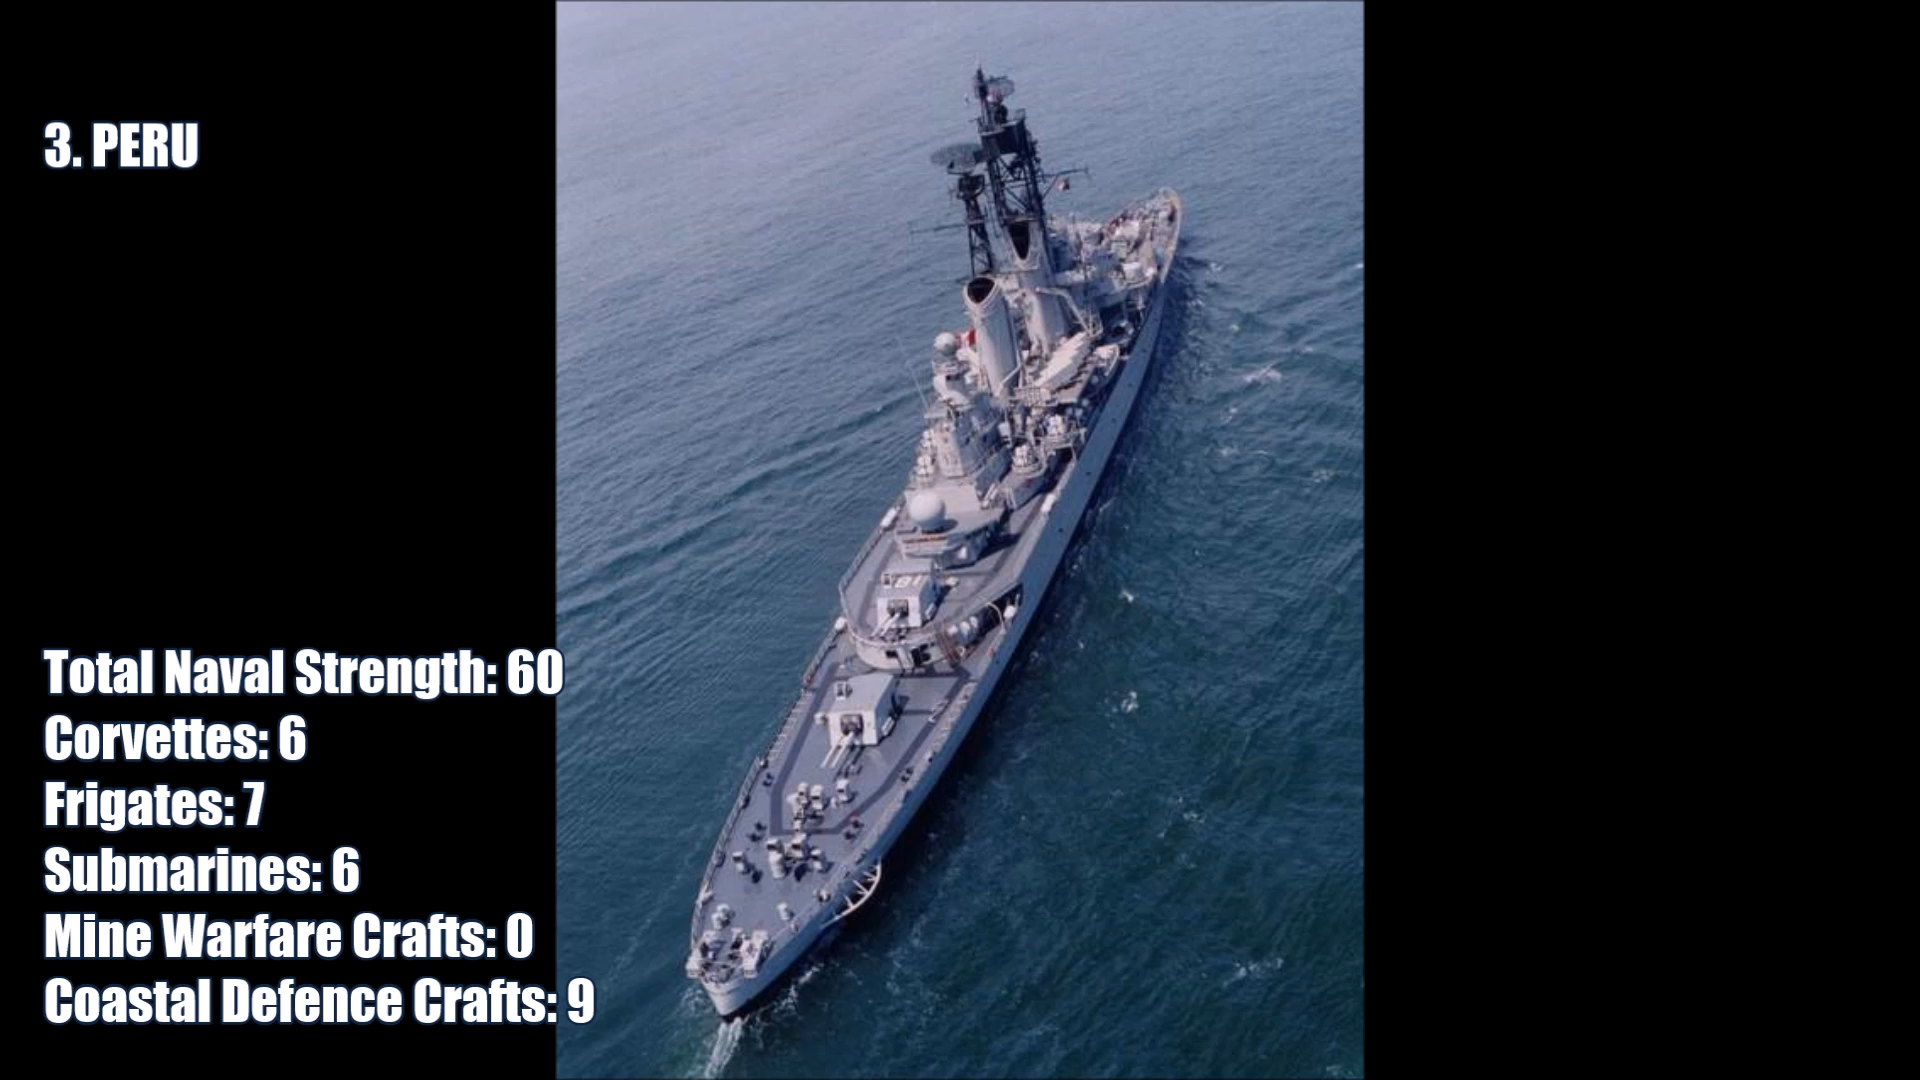 3. PERU
81
Total Naval Strength: 60
Corvettes: 6
Frigates: 7
Submarines: 6
Mine Warfare Crafts: 0
Coastal Defence Crafts: 9